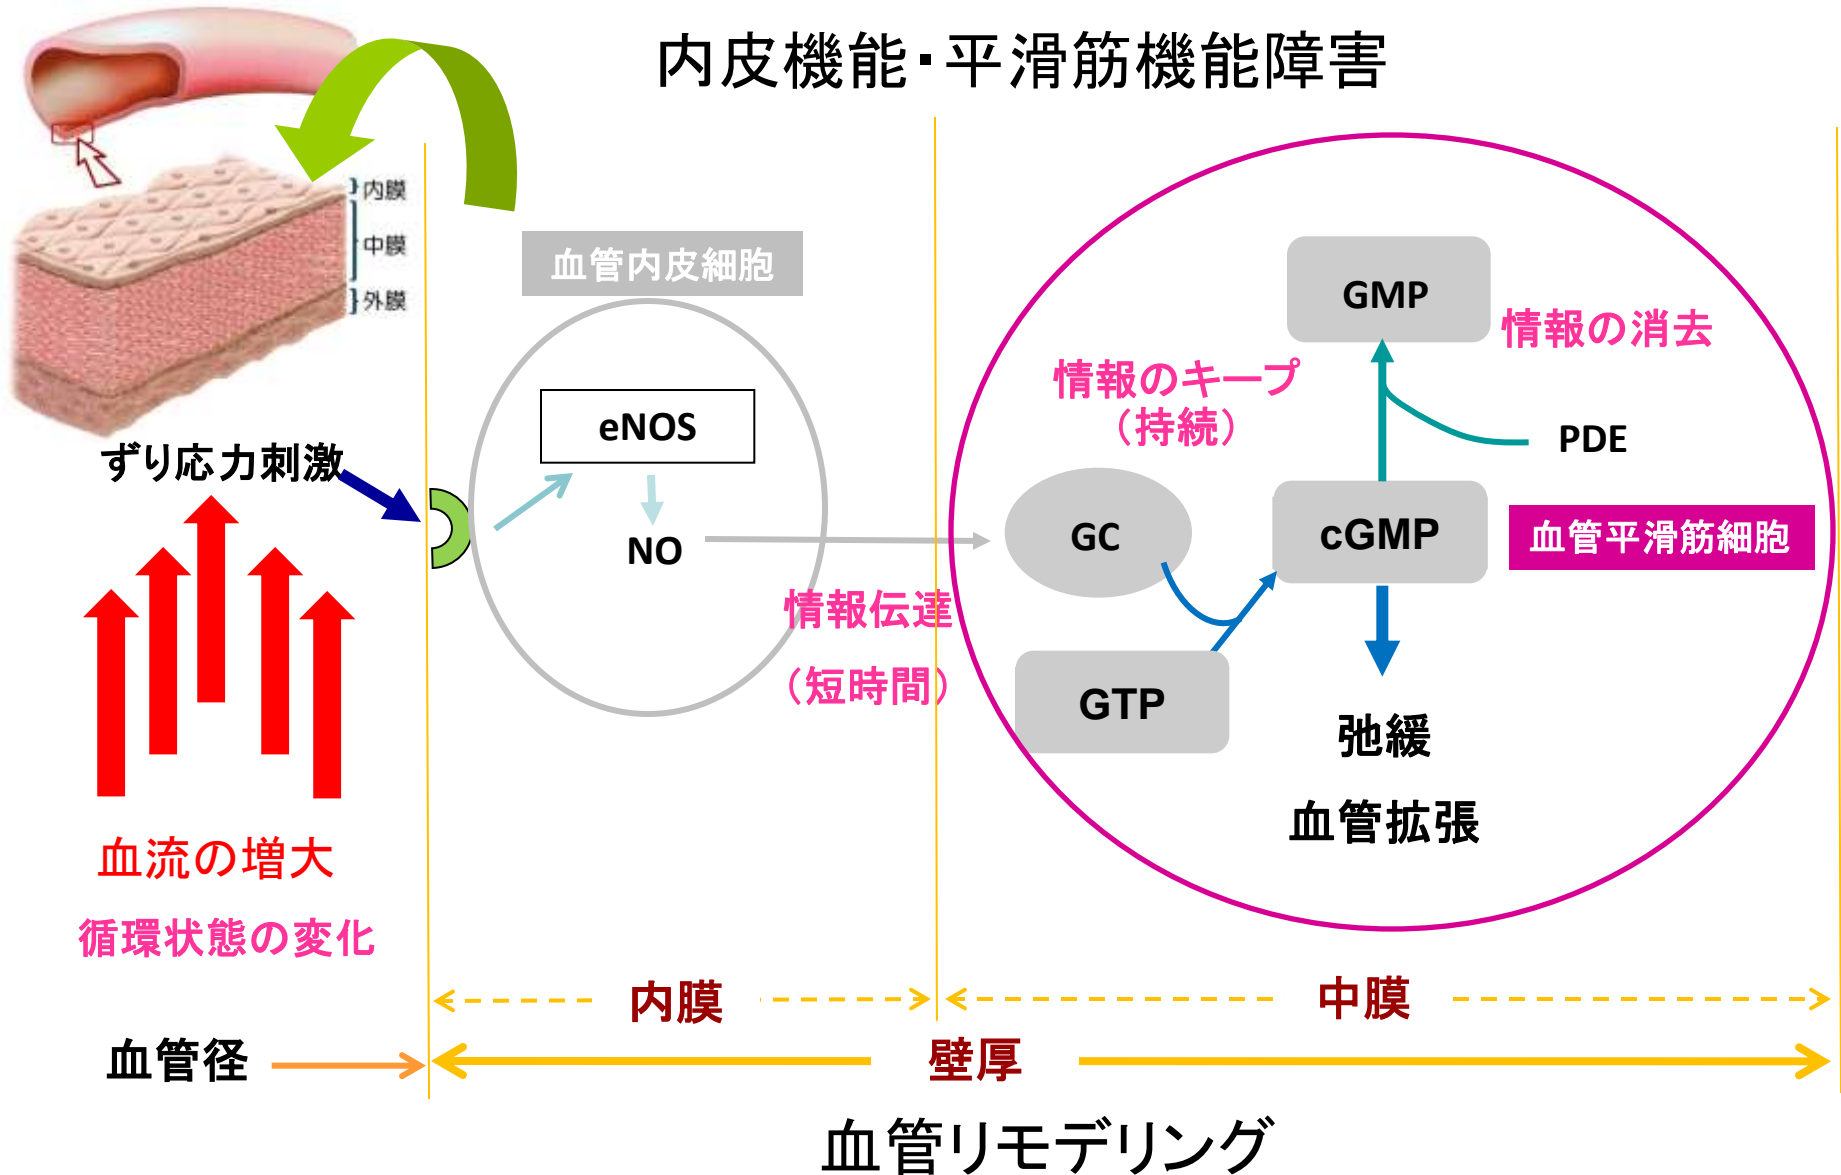 内皮機能・平滑筋機能障害
内膜
中膜
外膜
血管内皮細胞
GMP
情報の消去
情報のキープ
（持続）
eNOS
PDE
ずり応力刺激
NO
GC
cGMP
血管平滑筋細胞
情報伝達
（短時間）
GTP
弛緩
血管拡張
血流の増大
循環状態の変化
内膜
中膜
血管径
壁厚
血管リモデリング